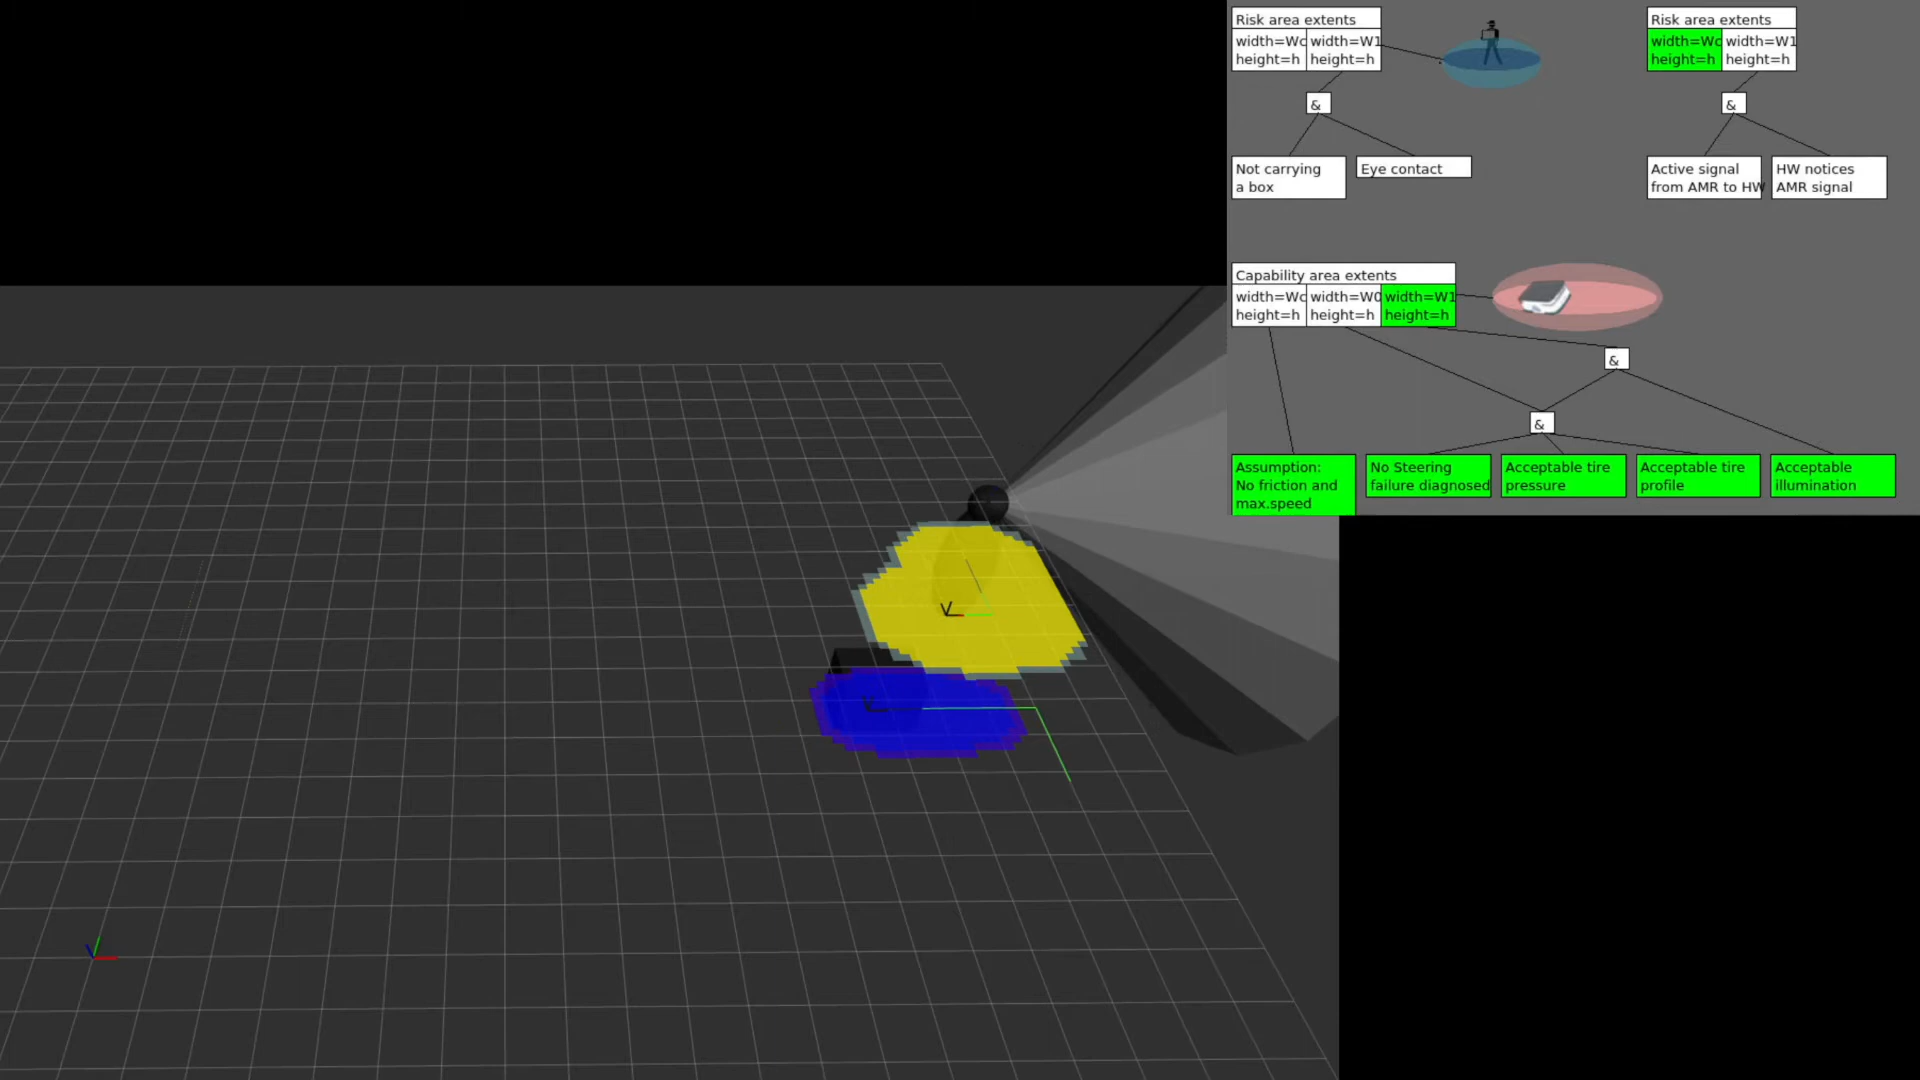 Risk area extents
width=Wc width=W1
height=h height=h
&
Not carrying
a box
Eye contact
Risk area extents
width=Wc width=W1
height=h height=h
&
Active signal
from AMR to HW
HW notices
AMR signal
Capability area extents
width=Wc width=W0 width=W1
height=h height=h height=h
&
&
Assumption:
No friction and
max.speed
No Steering
failure diagnosed
Acceptable tire
pressure
Acceptable tire
profile
Acceptable
illumination